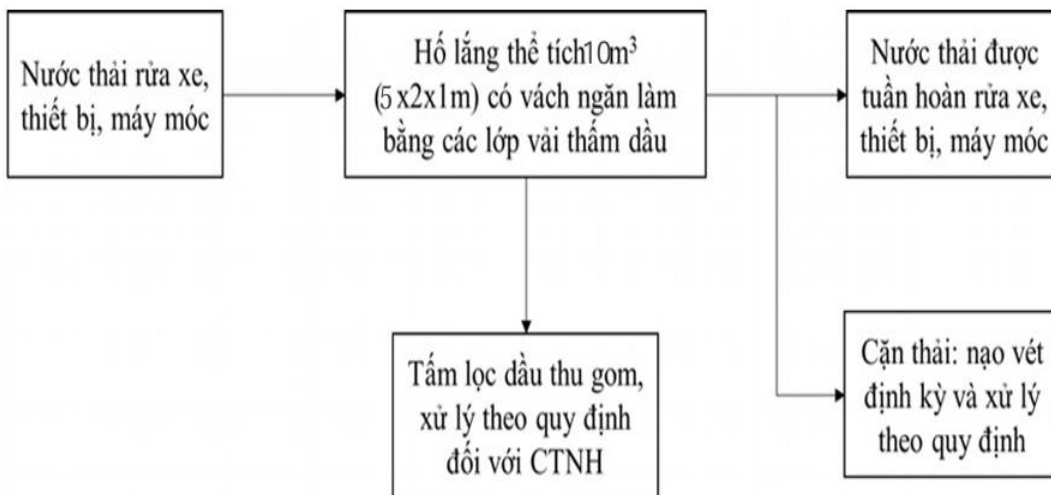 Nước thải rửa xe,
thiết bị, máy móc
Hố lắng thể tích10m³
(5x2x1m) có vách ngăn làm
bằng các lớp vải thấm dầu
Nước thải được
tuần hoàn rửa xe,
thiết bị, máy móc
Tấm lọc dầu thu gom,
xử lý theo quy định
đối với CTNH
Cặn thải: nạo vét
định kỳ và xử lý
theo quy định